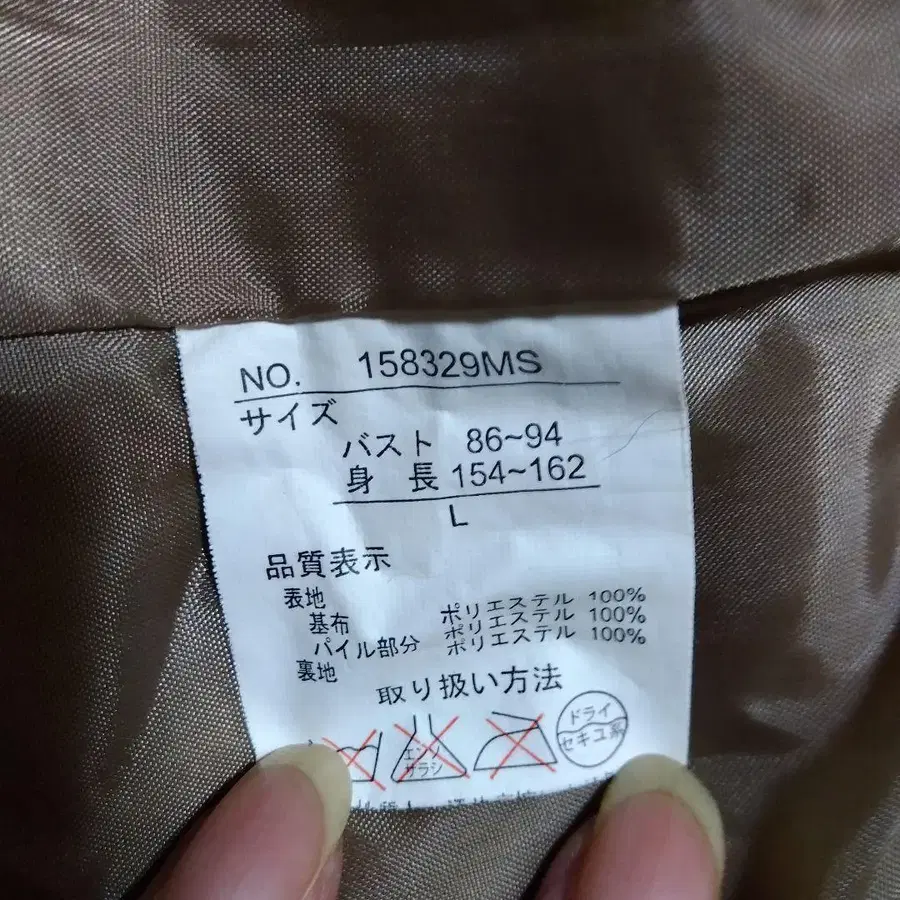 NO. 158329MS
サイズ
バスト 86~94
身 長 154~162
L
品質表示
表地
基布 ポリエステル 100%
パイル部分 ポリエステル 100%
裏地 ポリエステル 100%
取り扱い方法
エンソ
サラシ
ドライ
セキユ系